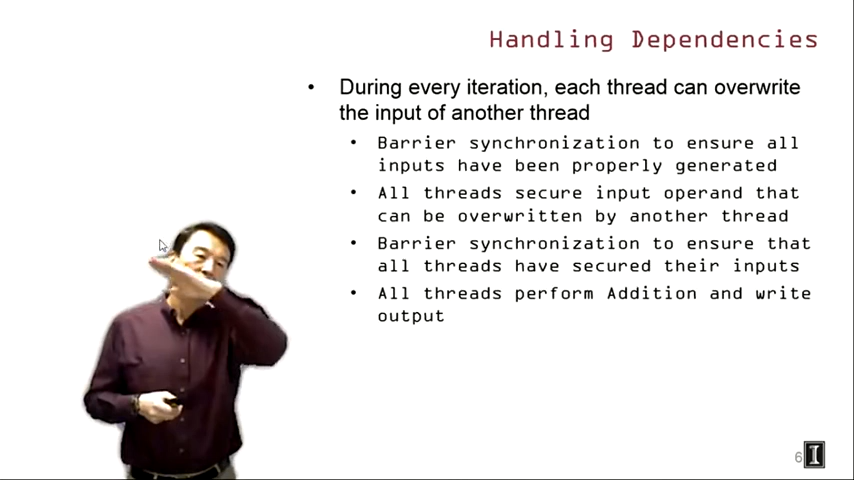 Handling Dependencies
• During every iteration, each thread can overwrite
the input of another thread
• Barrier synchronization to ensure all
inputs have been properly generated
• All threads secure input operand that
can be overwritten by another thread
• Barrier synchronization to ensure that
all threads have secured their inputs
• All threads perform Addition and write
output
6 I